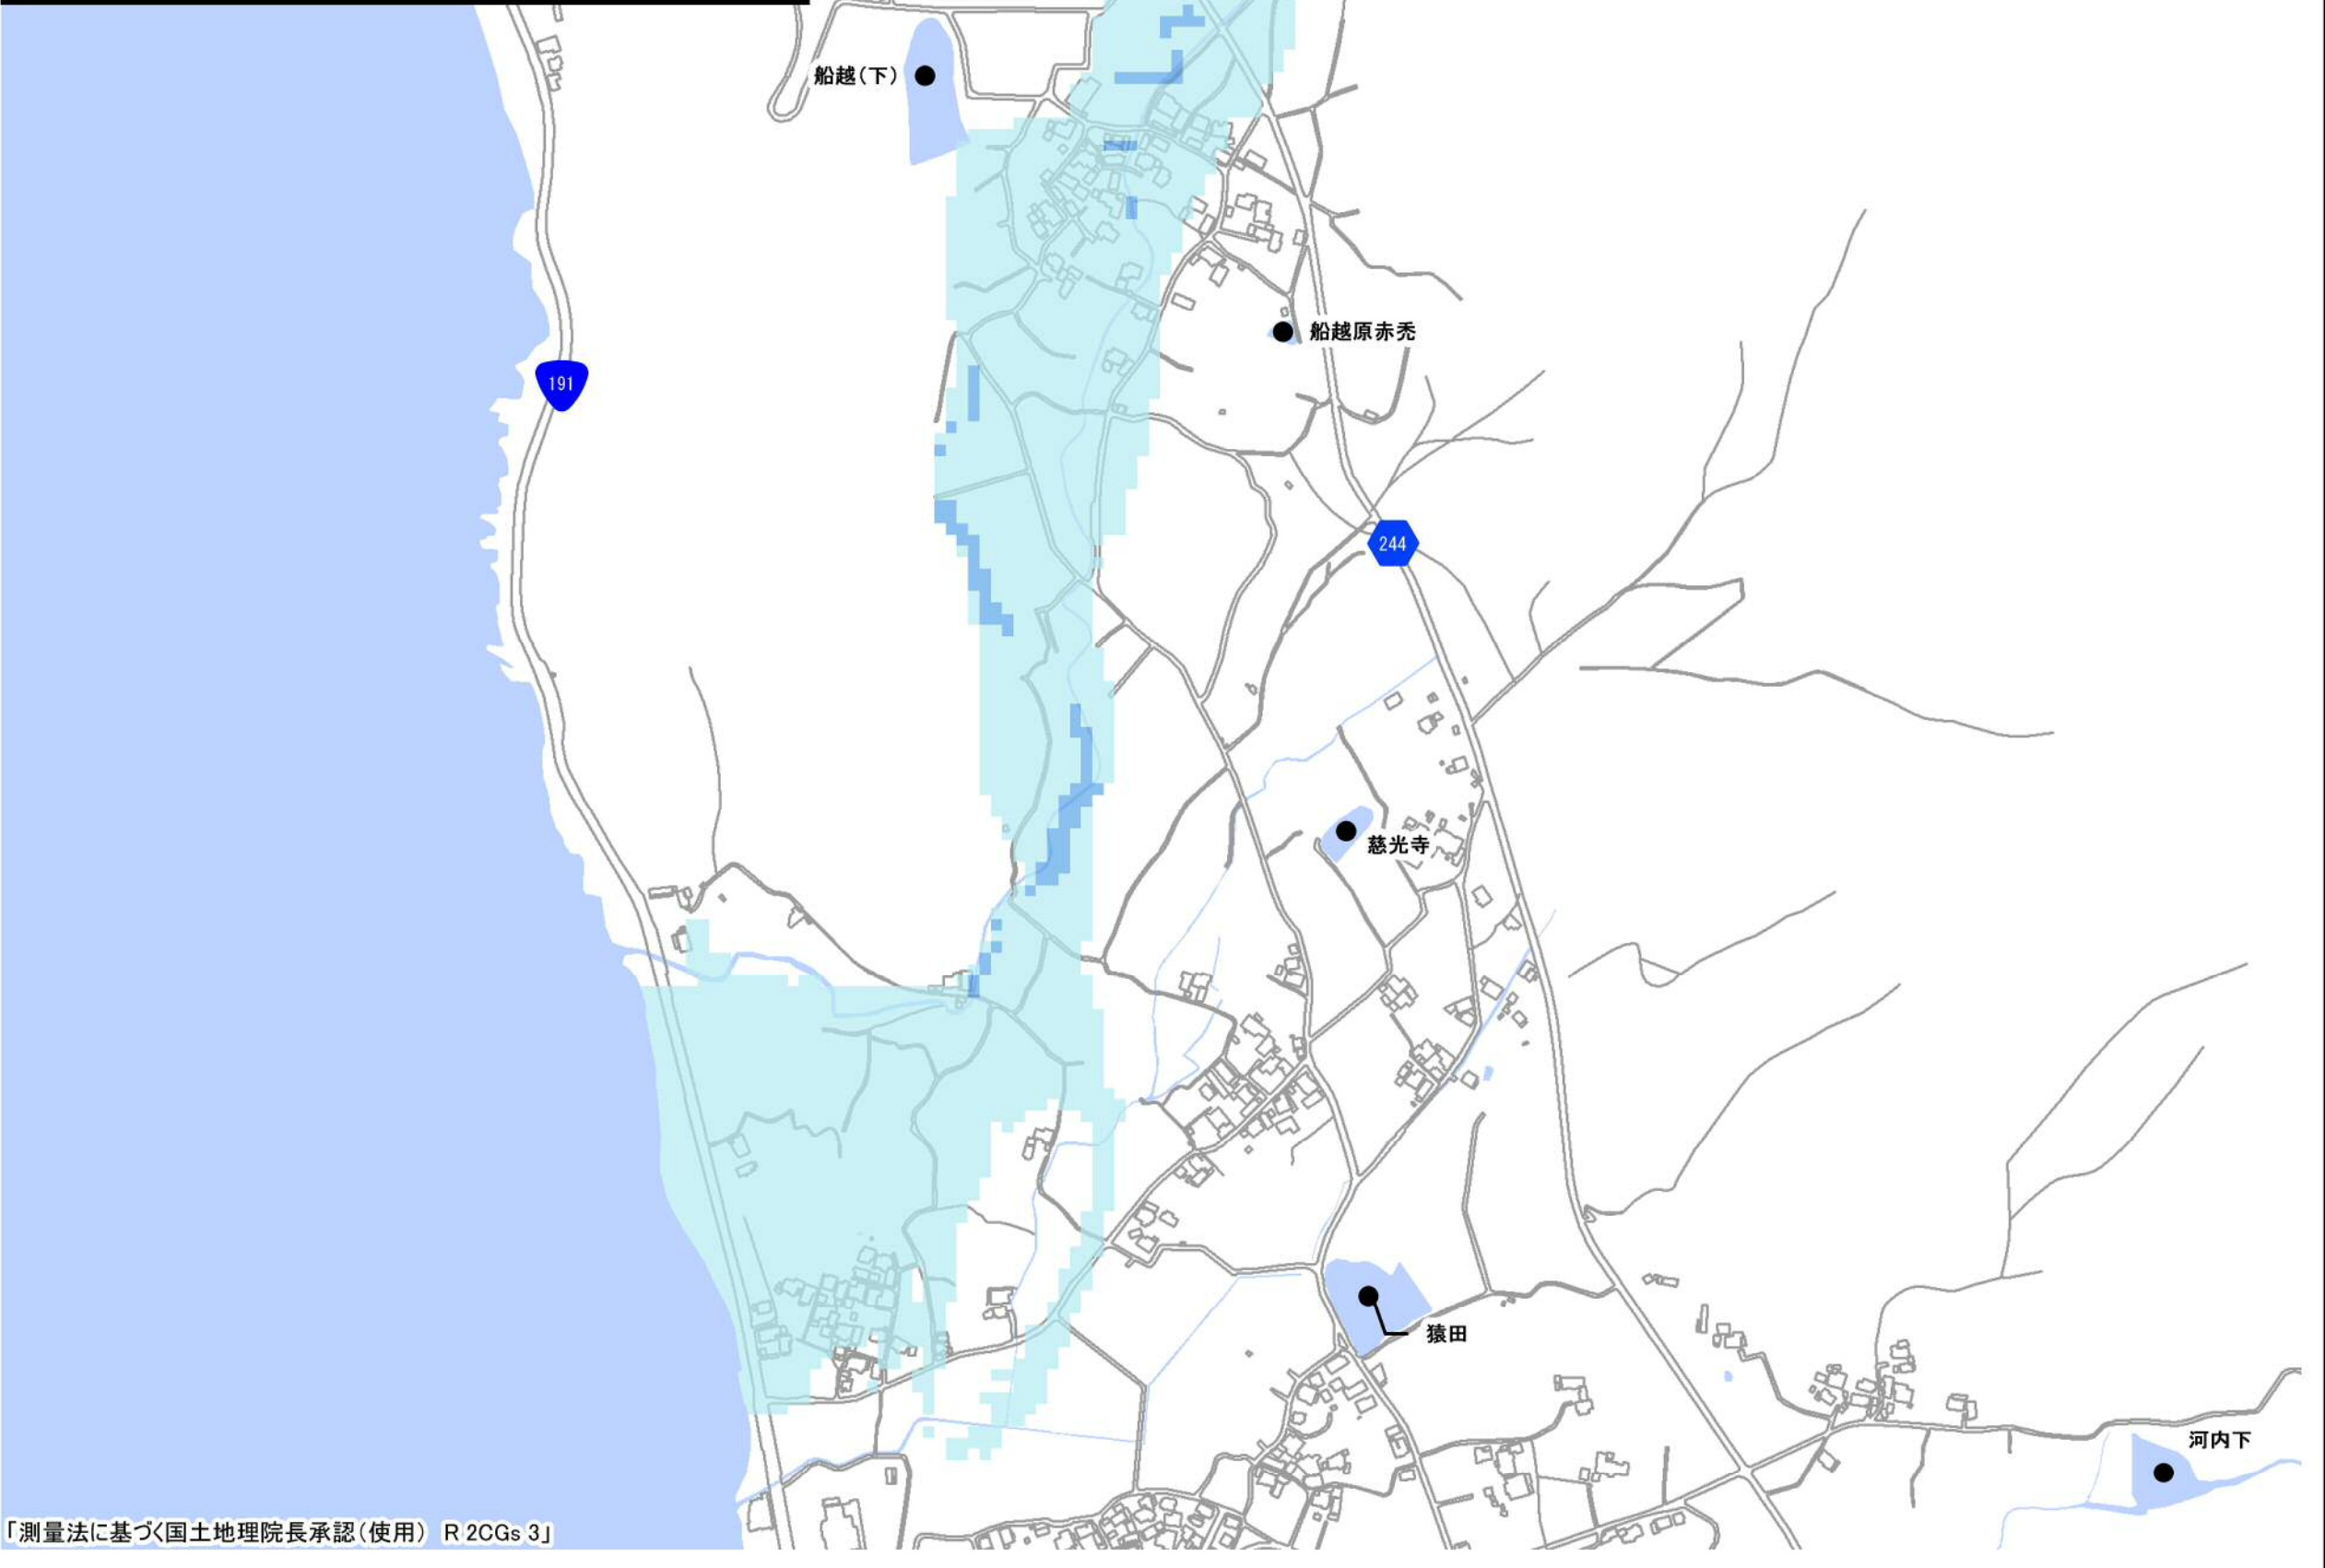 船越(下)
船越原赤禿
191
244
慈光寺
猿田
河内下
「測量法に基づく国土地理院長承認(使用) R 2CGs 3」